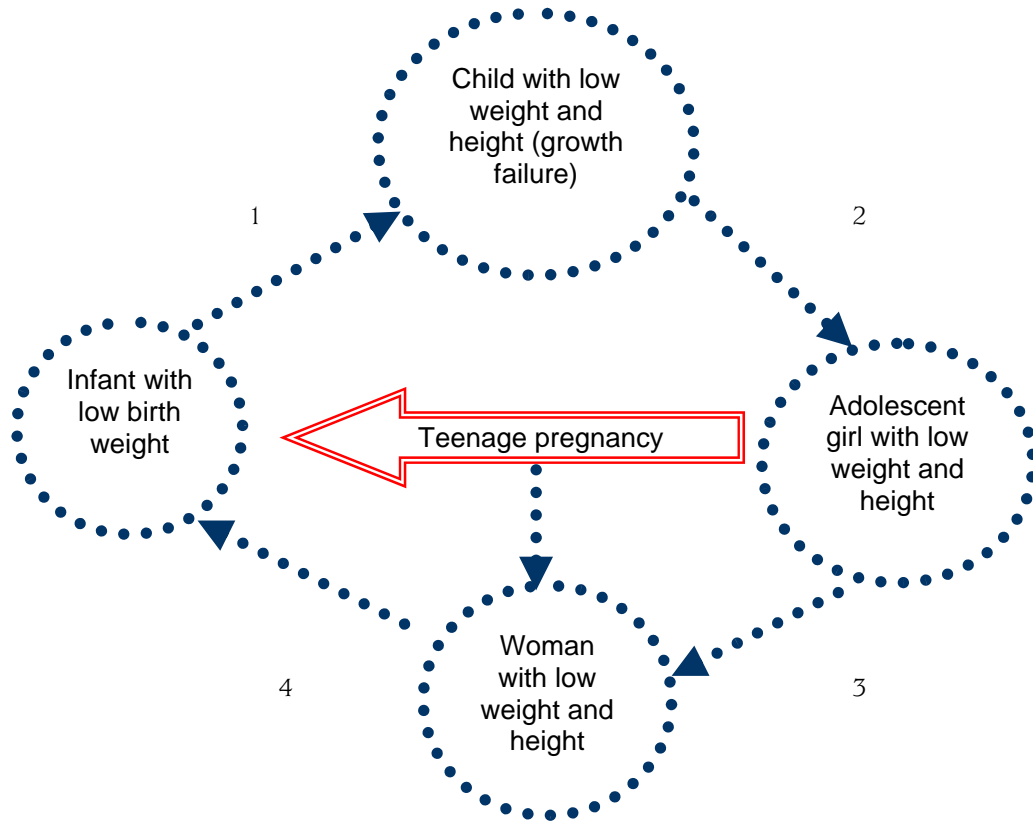 Child with low
weight and
height (growth
failure)
1
2
Infant with
low birth
weight
Teenage pregnancy
Adolescent
girl with low
weight and
height
Woman
with low
weight and
height
4
3